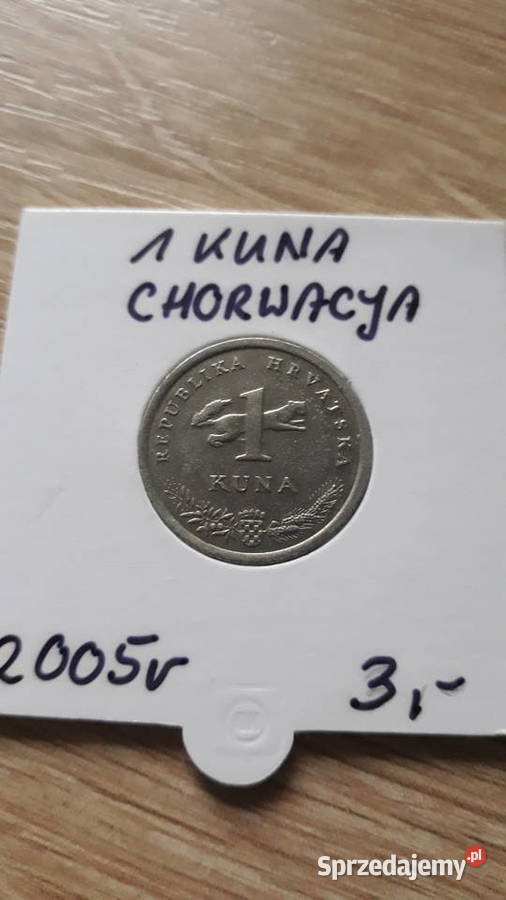 1 KUNA
CHORWACJA
REPUBLIKA HRVATSKA
1
KUNA
2005r
3,-
Sprzedajemy.pl